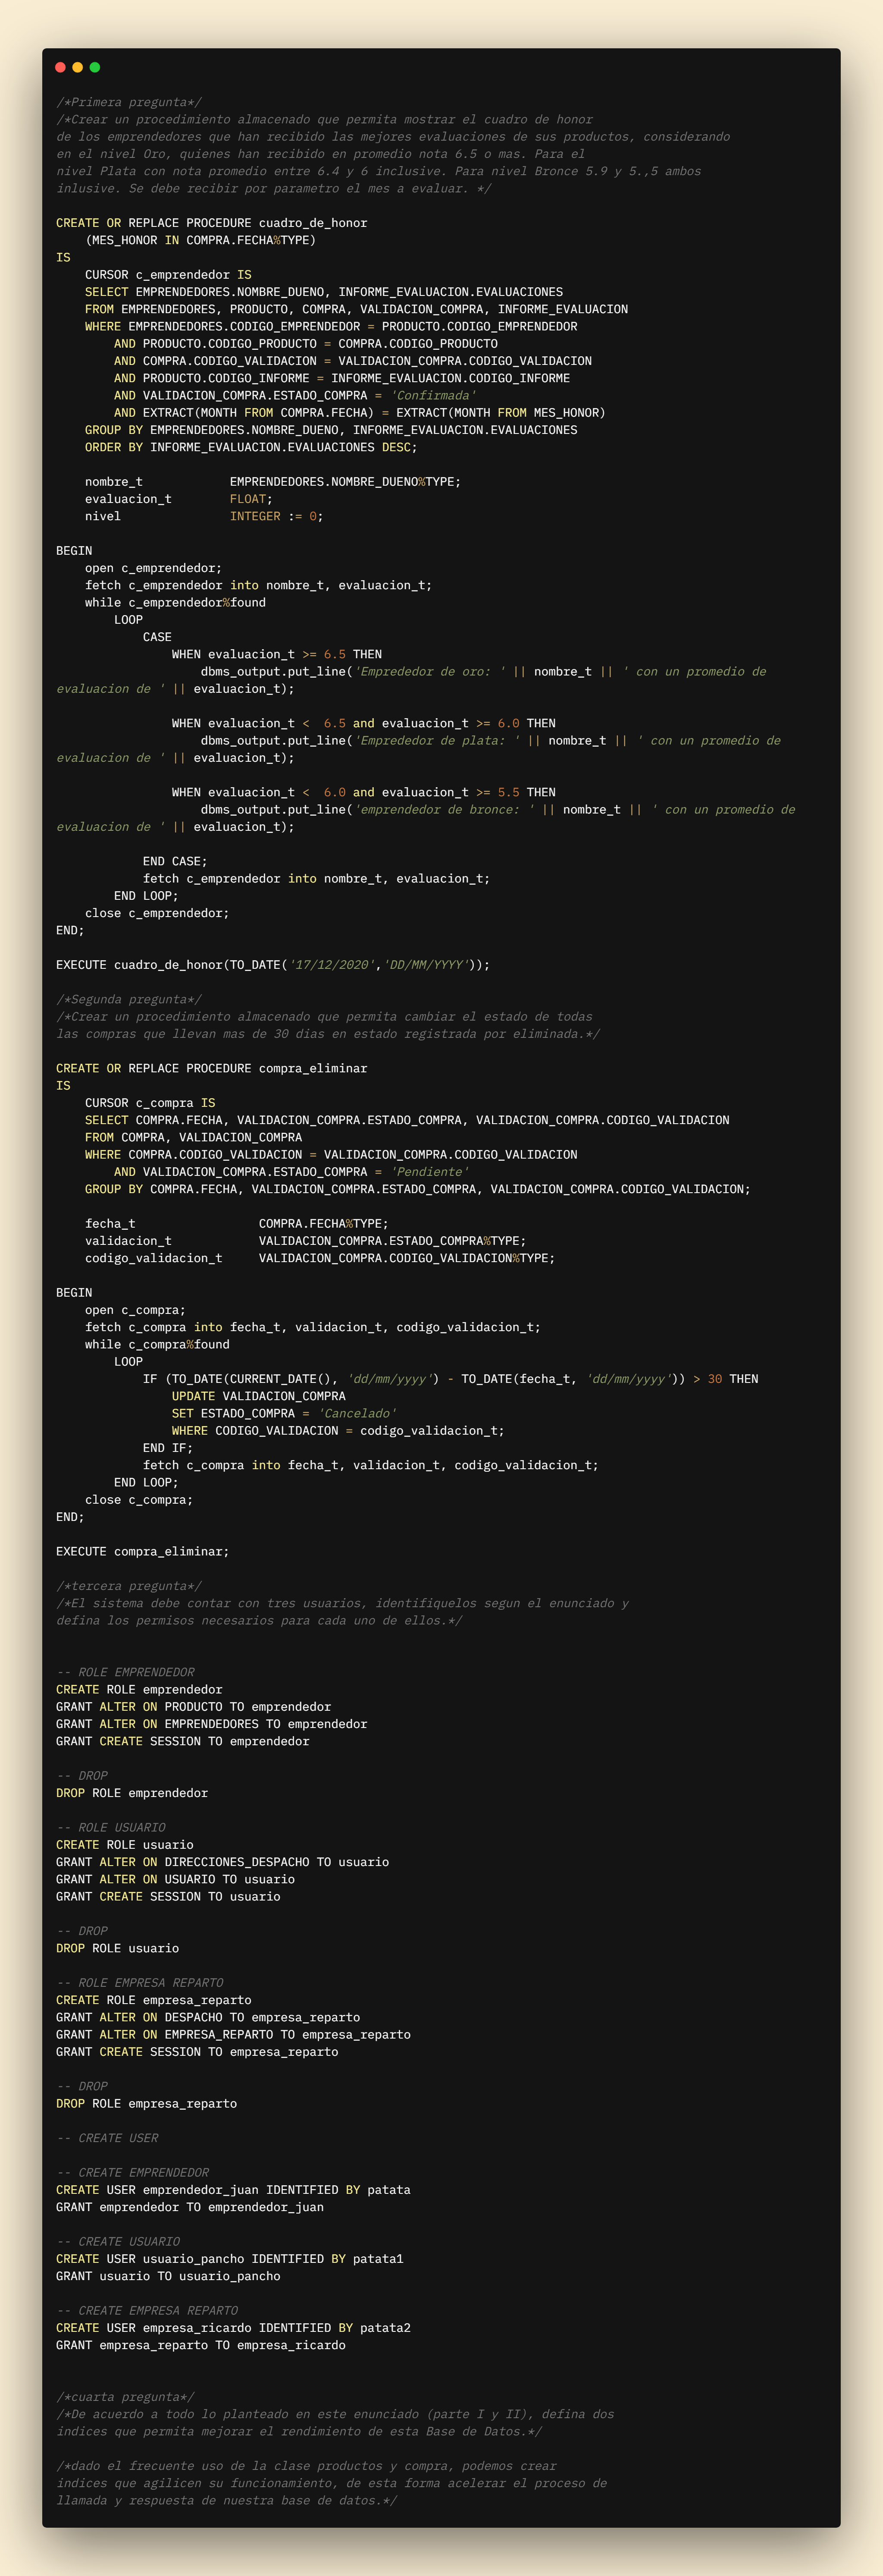 /*Primera pregunta*/
/*Crear un procedimiento almacenado que permita mostrar el cuadro de honor
de los emprendedores que han recibido las mejores evaluaciones de sus productos, considerando
en el nivel Oro, quienes han recibido en promedio nota 6.5 o mas. Para el
nivel Plata con nota promedio entre 6.4 y 6 inclusive. Para nivel Bronce 5.9 y 5.,5 ambos
inlusive. Se debe recibir por parametro el mes a evaluar. */

CREATE OR REPLACE PROCEDURE cuadro_de_honor
    (MES_HONOR IN COMPRA.FECHA%TYPE)
IS
    CURSOR c_emprendedor IS
    SELECT EMPRENDEDORES.NOMBRE_DUENO, INFORME_EVALUACION.EVALUACIONES
    FROM EMPRENDEDORES, PRODUCTO, COMPRA, VALIDACION_COMPRA, INFORME_EVALUACION
    WHERE EMPRENDEDORES.CODIGO_EMPRENDEDOR = PRODUCTO.CODIGO_EMPRENDEDOR
        AND PRODUCTO.CODIGO_PRODUCTO = COMPRA.CODIGO_PRODUCTO
        AND COMPRA.CODIGO_VALIDACION = VALIDACION_COMPRA.CODIGO_VALIDACION
        AND PRODUCTO.CODIGO_INFORME = INFORME_EVALUACION.CODIGO_INFORME
        AND VALIDACION_COMPRA.ESTADO_COMPRA = 'Confirmada'
        AND EXTRACT(MONTH FROM COMPRA.FECHA) = EXTRACT(MONTH FROM MES_HONOR)
    GROUP BY EMPRENDEDORES.NOMBRE_DUENO, INFORME_EVALUACION.EVALUACIONES
    ORDER BY INFORME_EVALUACION.EVALUACIONES DESC;

    nombre_t            EMPRENDEDORES.NOMBRE_DUENO%TYPE;
    evaluacion_t        FLOAT;
    nivel               INTEGER := 0;

BEGIN
    open c_emprendedor;
    fetch c_emprendedor into nombre_t, evaluacion_t;
    while c_emprendedor%found
        LOOP
            CASE
                WHEN evaluacion_t >= 6.5 THEN
                    dbms_output.put_line('Emprededor de oro: ' || nombre_t || ' con un promedio de
evaluacion de ' || evaluacion_t);

                WHEN evaluacion_t <  6.5 and evaluacion_t >= 6.0 THEN
                    dbms_output.put_line('Emprededor de plata: ' || nombre_t || ' con un promedio de
evaluacion de ' || evaluacion_t);

                WHEN evaluacion_t <  6.0 and evaluacion_t >= 5.5 THEN
                    dbms_output.put_line('emprendedor de bronce: ' || nombre_t || ' con un promedio de
evaluacion de ' || evaluacion_t);

            END CASE;
            fetch c_emprendedor into nombre_t, evaluacion_t;
        END LOOP;
    close c_emprendedor;
END;

EXECUTE cuadro_de_honor(TO_DATE('17/12/2020','DD/MM/YYYY'));

/*Segunda pregunta*/
/*Crear un procedimiento almacenado que permita cambiar el estado de todas
las compras que llevan mas de 30 dias en estado registrada por eliminada.*/

CREATE OR REPLACE PROCEDURE compra_eliminar
IS
    CURSOR c_compra IS
    SELECT COMPRA.FECHA, VALIDACION_COMPRA.ESTADO_COMPRA, VALIDACION_COMPRA.CODIGO_VALIDACION
    FROM COMPRA, VALIDACION_COMPRA
    WHERE COMPRA.CODIGO_VALIDACION = VALIDACION_COMPRA.CODIGO_VALIDACION
        AND VALIDACION_COMPRA.ESTADO_COMPRA = 'Pendiente'
    GROUP BY COMPRA.FECHA, VALIDACION_COMPRA.ESTADO_COMPRA, VALIDACION_COMPRA.CODIGO_VALIDACION;

    fecha_t                 COMPRA.FECHA%TYPE;
    validacion_t            VALIDACION_COMPRA.ESTADO_COMPRA%TYPE;
    codigo_validacion_t     VALIDACION_COMPRA.CODIGO_VALIDACION%TYPE;

BEGIN
    open c_compra;
    fetch c_compra into fecha_t, validacion_t, codigo_validacion_t;
    while c_compra%found
        LOOP
            IF (TO_DATE(CURRENT_DATE(), 'dd/mm/yyyy') - TO_DATE(fecha_t, 'dd/mm/yyyy')) > 30 THEN
                UPDATE VALIDACION_COMPRA
                SET ESTADO_COMPRA = 'Cancelado'
                WHERE CODIGO_VALIDACION = codigo_validacion_t;
            END IF;
            fetch c_compra into fecha_t, validacion_t, codigo_validacion_t;
        END LOOP;
    close c_compra;
END;

EXECUTE compra_eliminar;

/*tercera pregunta*/
/*El sistema debe contar con tres usuarios, identifiquelos segun el enunciado y
defina los permisos necesarios para cada uno de ellos.*/


-- ROLE EMPRENDEDOR
CREATE ROLE emprendedor
GRANT ALTER ON PRODUCTO TO emprendedor
GRANT ALTER ON EMPRENDEDORES TO emprendedor
GRANT CREATE SESSION TO emprendedor

-- DROP
DROP ROLE emprendedor

-- ROLE USUARIO
CREATE ROLE usuario
GRANT ALTER ON DIRECCIONES_DESPACHO TO usuario
GRANT ALTER ON USUARIO TO usuario
GRANT CREATE SESSION TO usuario

-- DROP
DROP ROLE usuario

-- ROLE EMPRESA REPARTO
CREATE ROLE empresa_reparto
GRANT ALTER ON DESPACHO TO empresa_reparto
GRANT ALTER ON EMPRESA_REPARTO TO empresa_reparto
GRANT CREATE SESSION TO empresa_reparto

-- DROP
DROP ROLE empresa_reparto

-- CREATE USER

-- CREATE EMPRENDEDOR
CREATE USER emprendedor_juan IDENTIFIED BY patata
GRANT emprendedor TO emprendedor_juan

-- CREATE USUARIO
CREATE USER usuario_pancho IDENTIFIED BY patata1
GRANT usuario TO usuario_pancho

-- CREATE EMPRESA REPARTO
CREATE USER empresa_ricardo IDENTIFIED BY patata2
GRANT empresa_reparto TO empresa_ricardo


/*cuarta pregunta*/
/*De acuerdo a todo lo planteado en este enunciado (parte I y II), defina dos
indices que permita mejorar el rendimiento de esta Base de Datos.*/

/*dado el frecuente uso de la clase productos y compra, podemos crear
indices que agilicen su funcionamiento, de esta forma acelerar el proceso de
llamada y respuesta de nuestra base de datos.*/